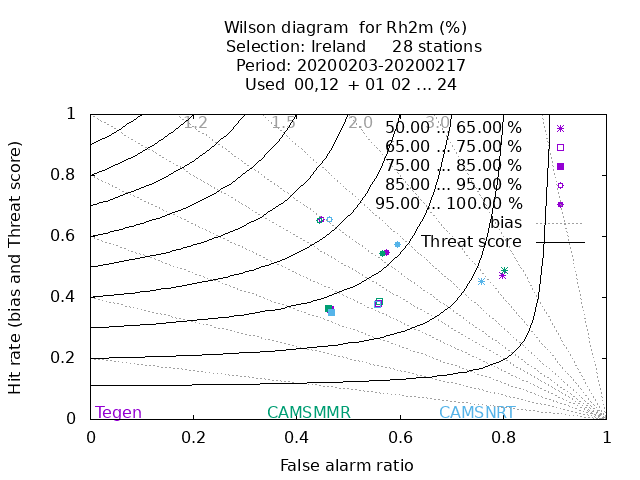 Wilson diagram  for Rh2m (%)
Selection: Ireland     28 stations
Period: 20200203-20200217
Used  00,12  + 01 02 ... 24
Hit rate (bias and Threat score)
1
0.8
0.6
0.4
0.2
0
1.2
1.5
2.0
3.0
50.00 ... 65.00 %
65.00 ... 75.00 %
75.00 ... 85.00 %
85.00 ... 95.00 %
95.00 ... 100.00 %
bias
Threat score
Tegen
CAMSMMR
CAMSNRT
0
0.2
0.4
0.6
0.8
1
False alarm ratio